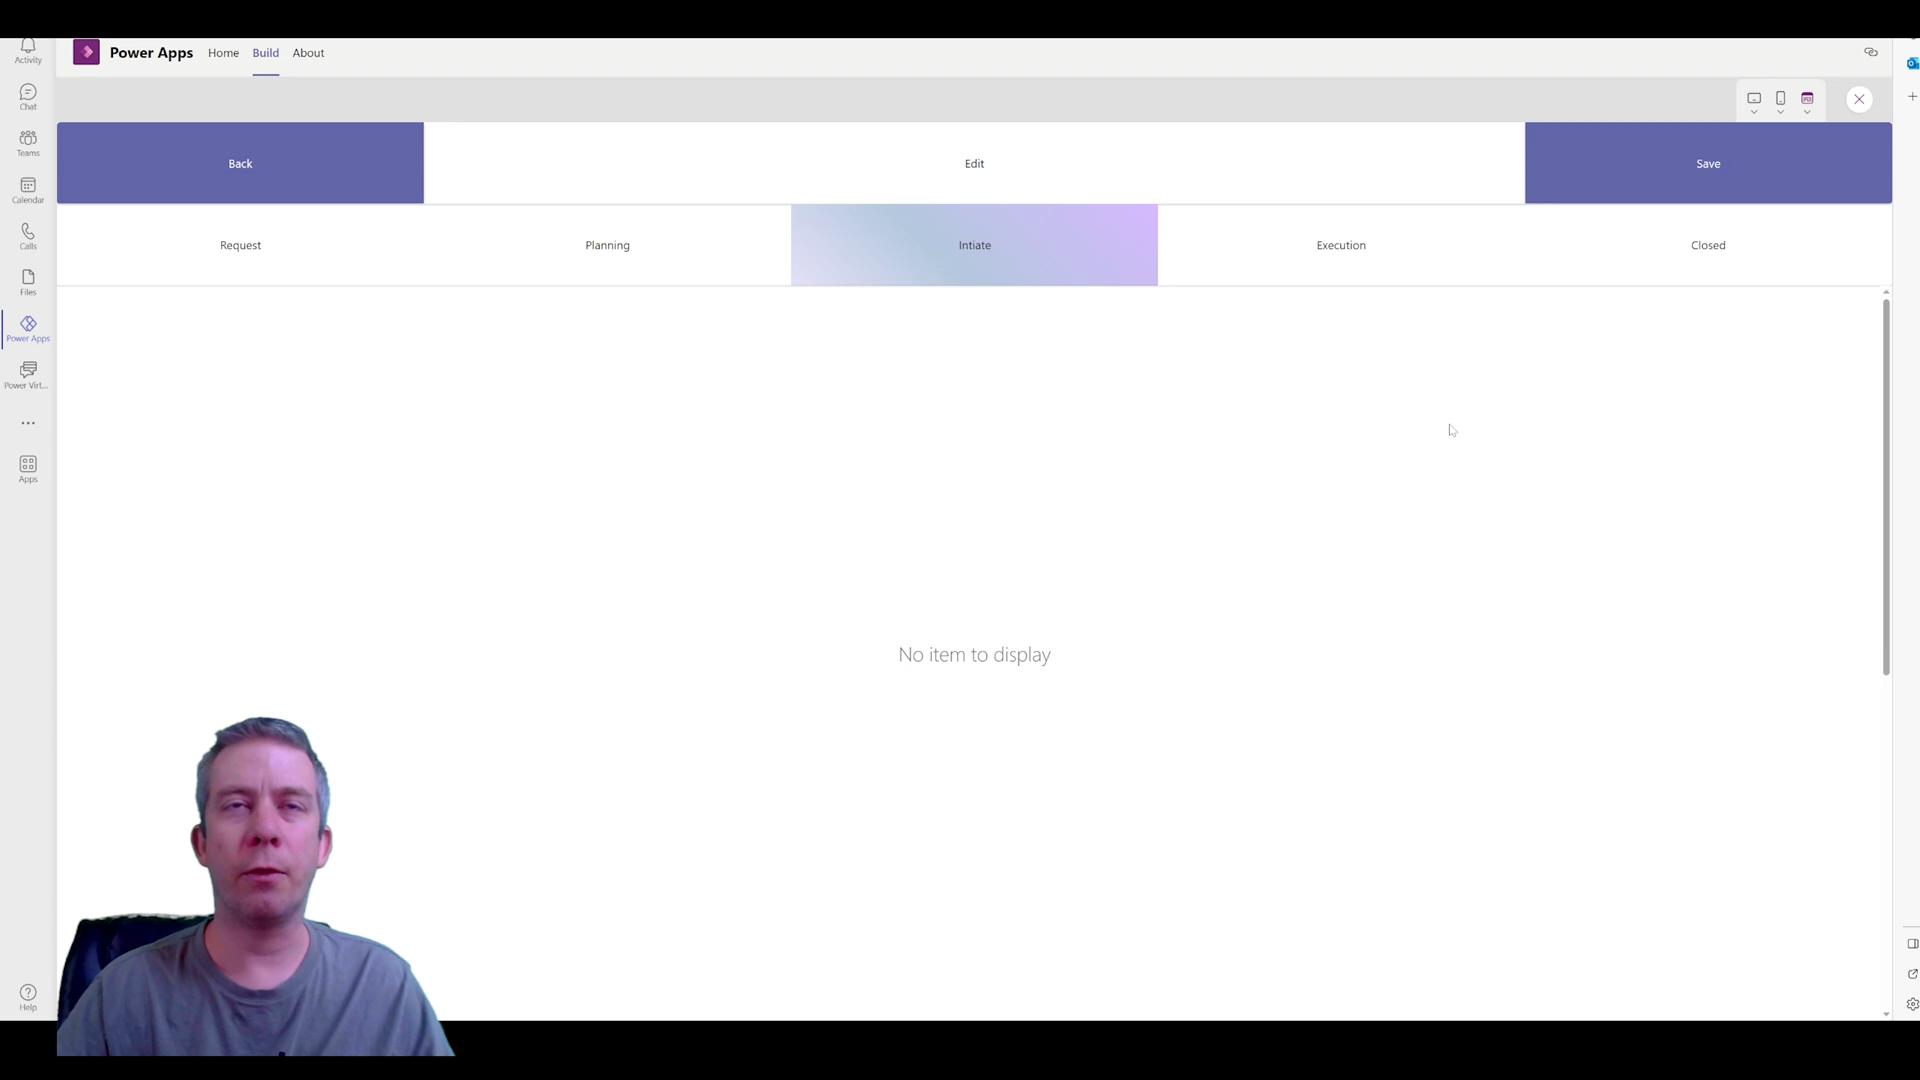 Activity
Chat
Teams
Calendar
Calls
Files
Power Apps
Power Virt...
Apps
Help
Power Apps Home Build About
Back Edit Save
Request Planning Intiate Execution Closed
No item to display